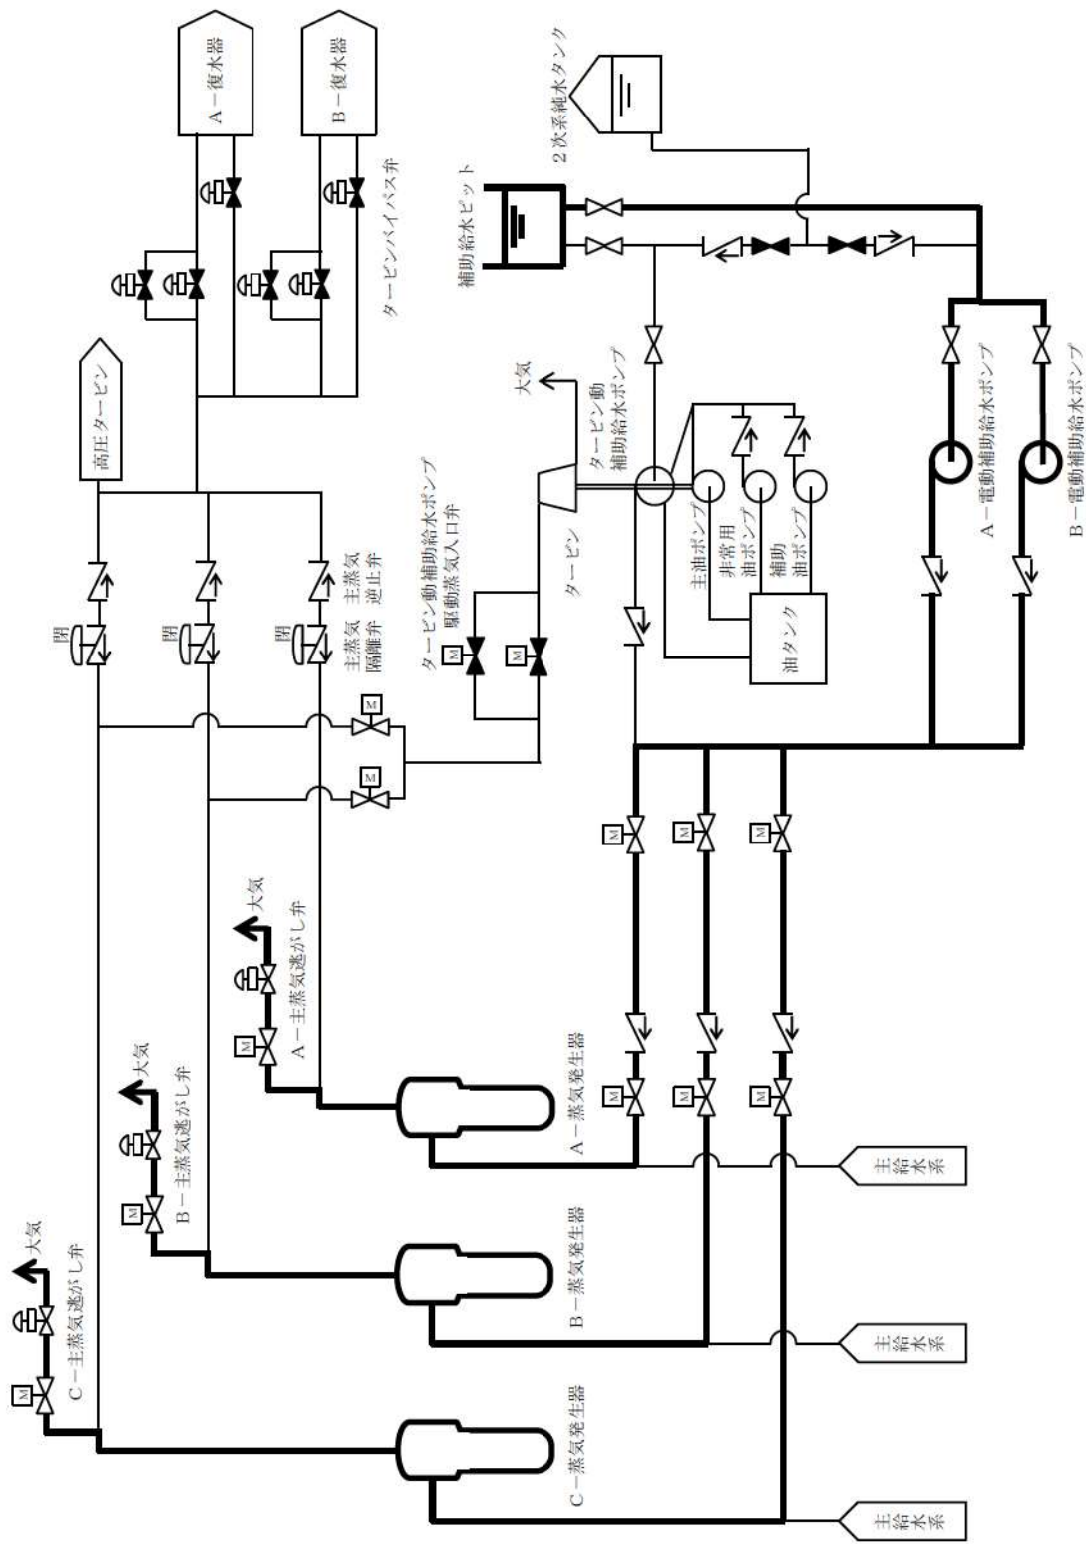 A－復水器
B－復水器
タービンバイパス弁
高圧タービン
2次系純水タンク
補助給水ピット
閉
閉
閉
主蒸気
逆止弁
主蒸気
隔離弁
タービン動補助給水ポンプ
駆動蒸気入口弁
M
M
M
M
大気
タービン
タービン動
補助給水ポンプ
主油ポンプ
非常用
油ポンプ
補助
油ポンプ
油タンク
A－電動補助給水ポンプ
B－電動補助給水ポンプ
大気
M
A－主蒸気逃がし弁
大気
M
B－主蒸気逃がし弁
大気
M
C－主蒸気逃がし弁
M
M
M
M
M
M
A－蒸気発生器
B－蒸気発生器
C－蒸気発生器
主給水系
主給水系
主給水系